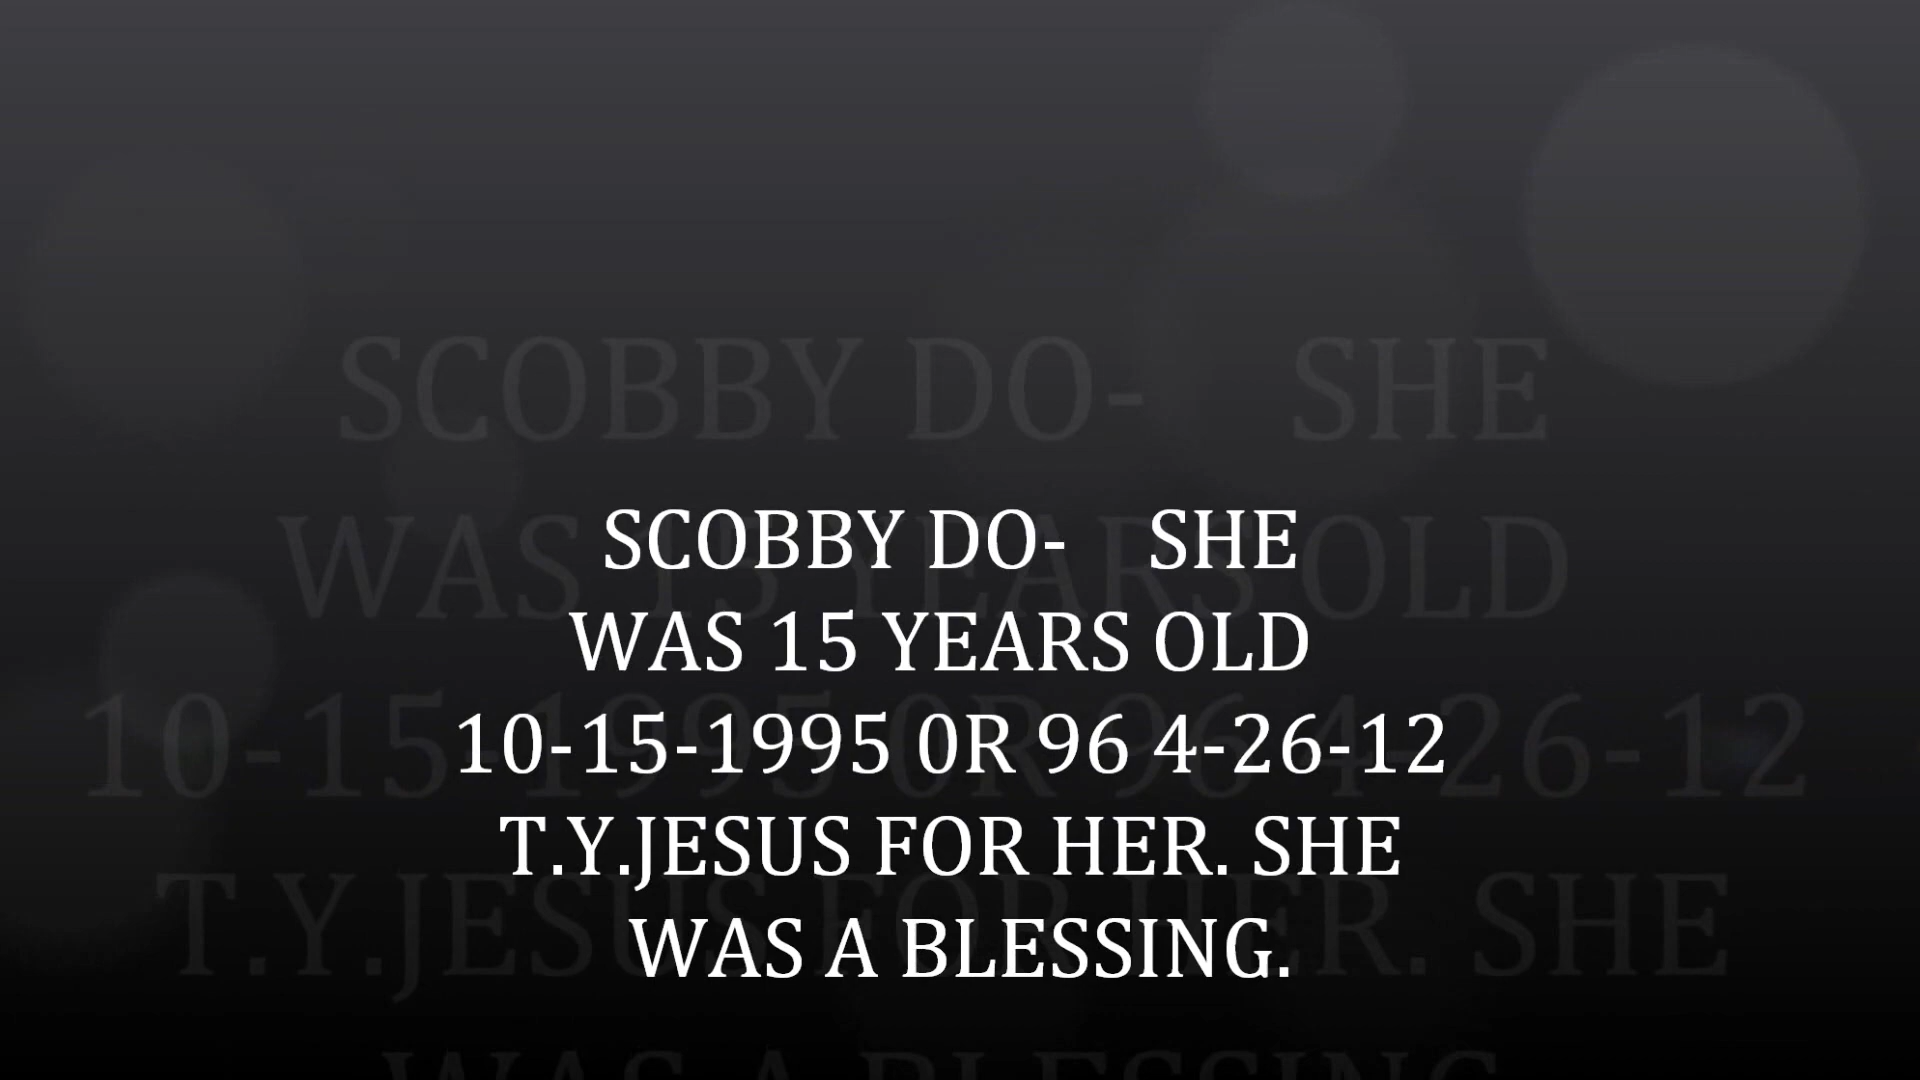 SCOBBY DO- SHE
WAS 15 YEARS OLD
10-15-1995 0R 96 4-26-12
T.Y.JESUS FOR HER. SHE
WAS A BLESSING.